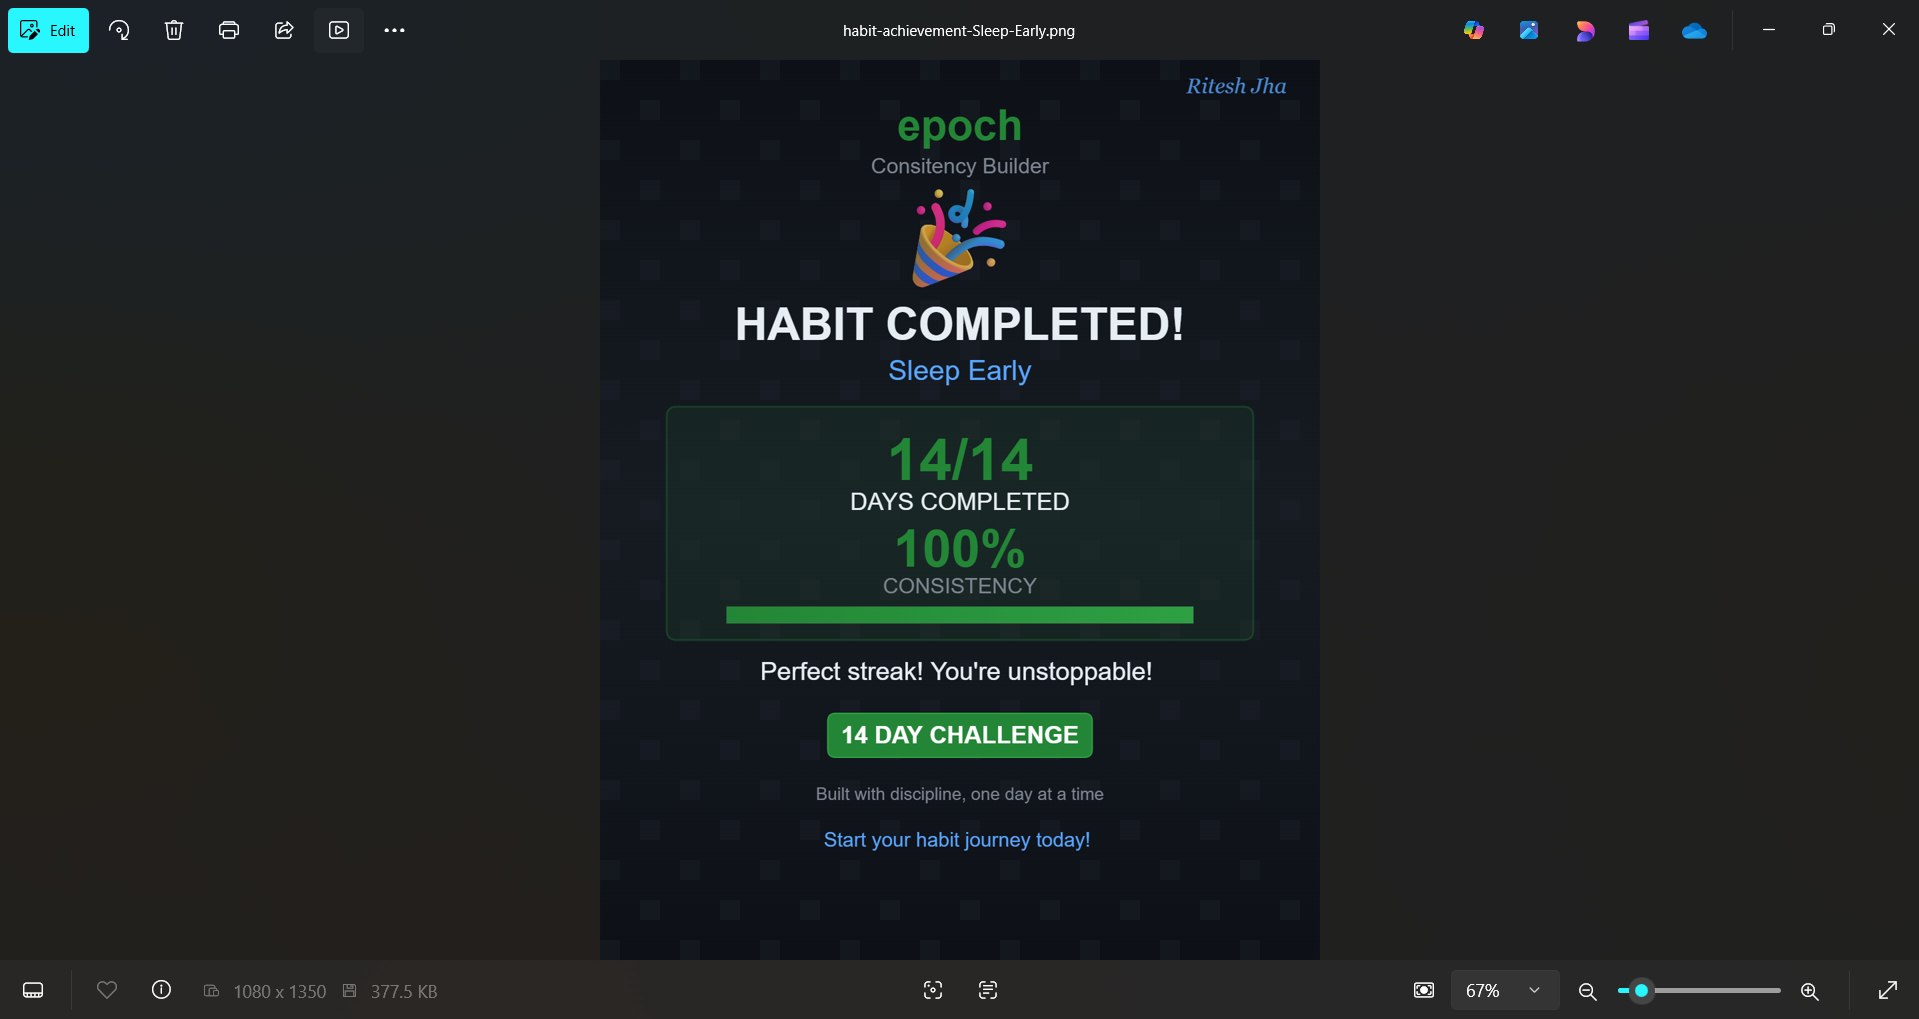 Edit
habit-achievement-Sleep-Early.png
Ritesh Jha
epoch
Consitency Builder
HABIT COMPLETED!
Sleep Early
14/14
DAYS COMPLETED
100%
CONSISTENCY
Perfect streak! You're unstoppable!
14 DAY CHALLENGE
Built with discipline, one day at a time
Start your habit journey today!
1080 x 1350 377.5 KB
67%